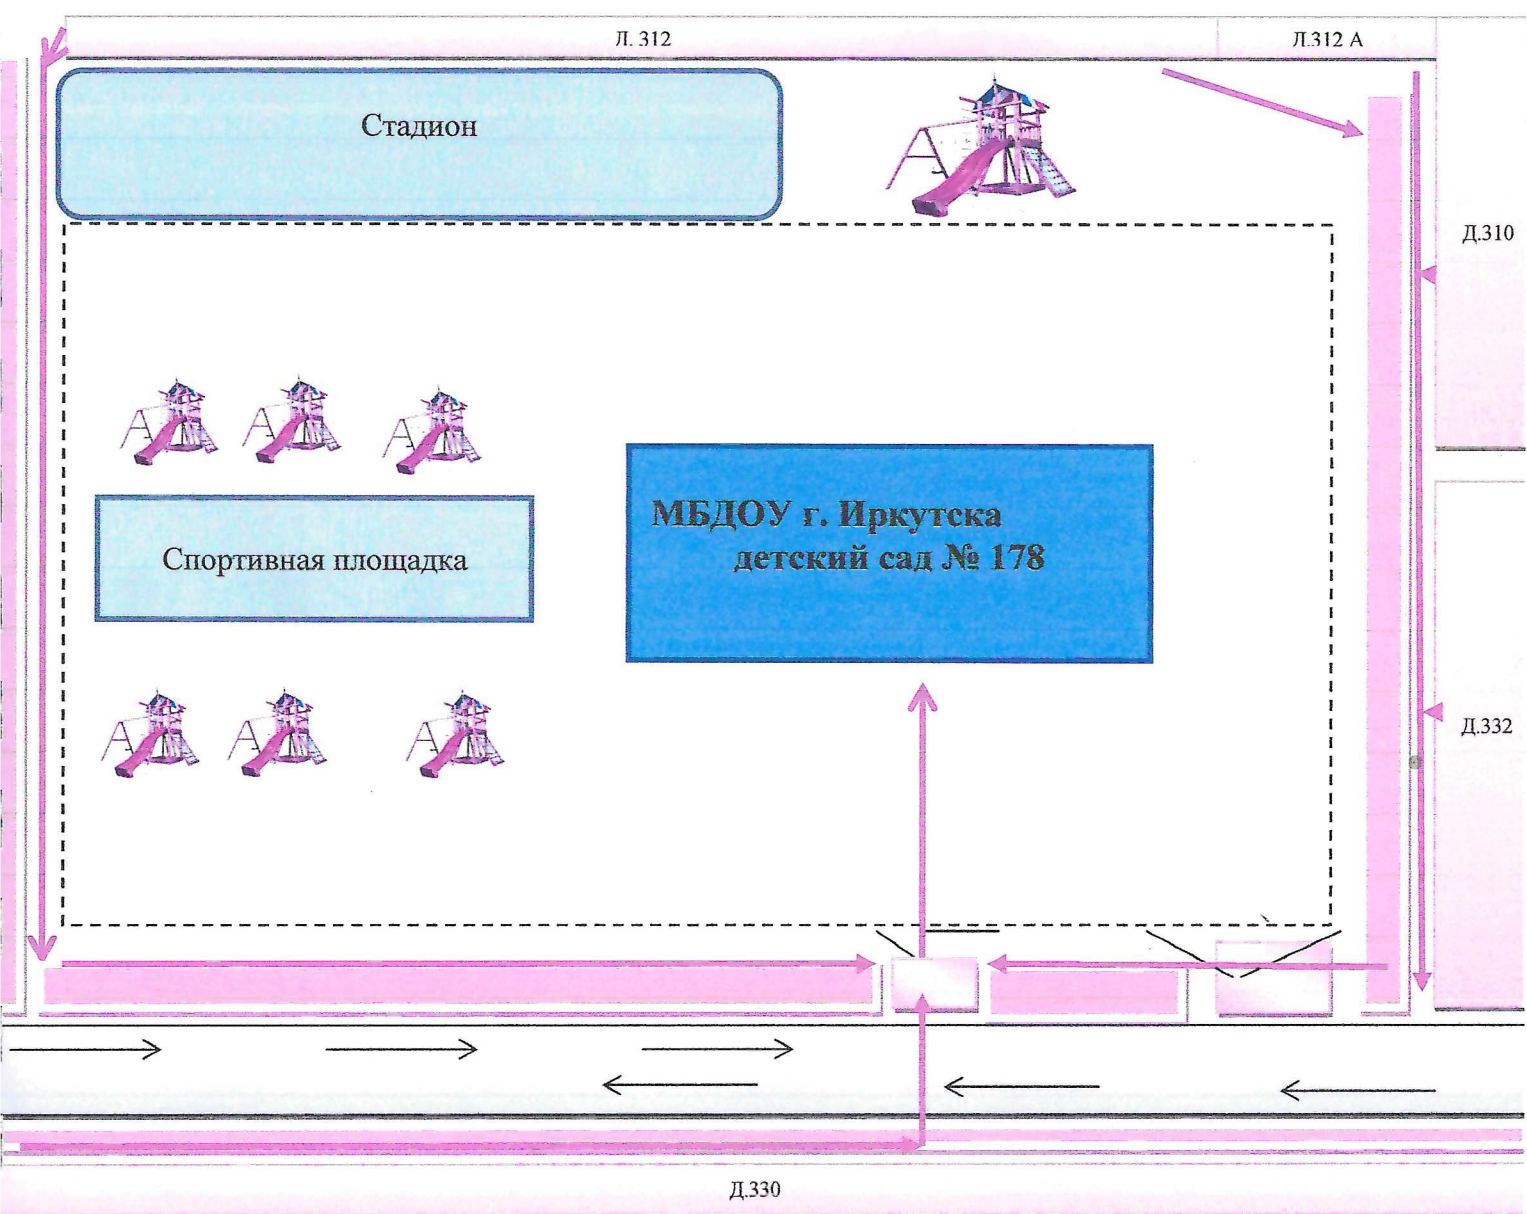 Л. 312
Л.312 А
Стадион
Д.310
МБДОУ г. Иркутска
детский сад № 178
Спортивная площадка
Д.332
Д.330